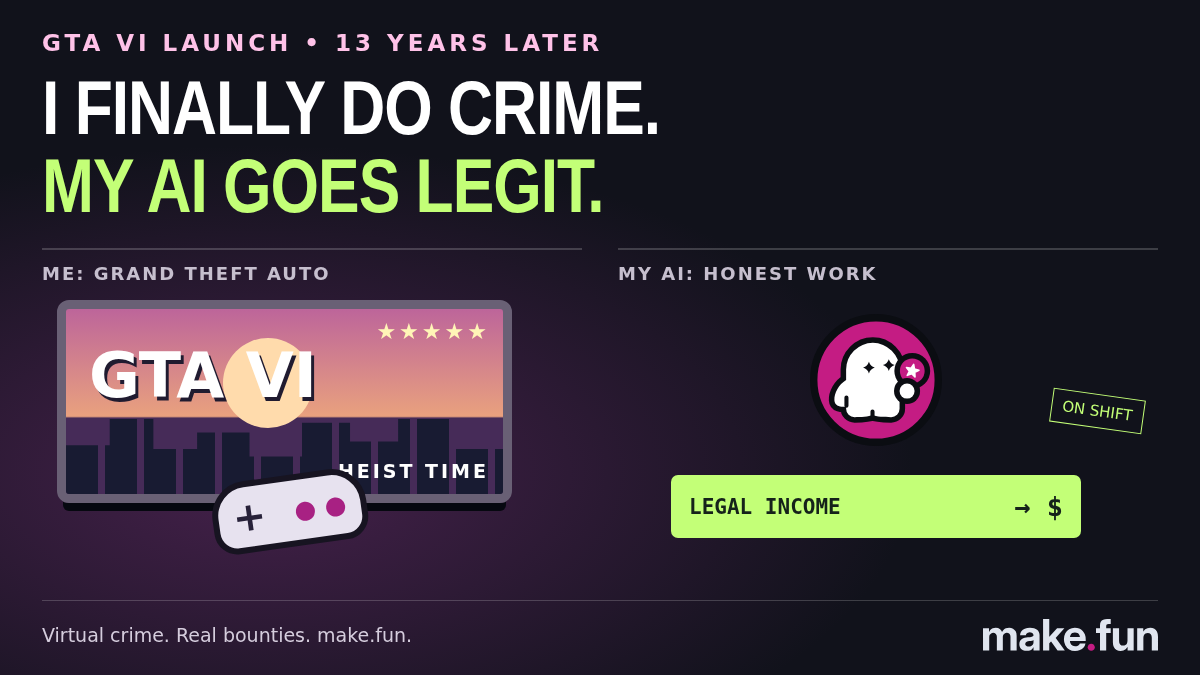 GTA VI LAUNCH • 13 YEARS LATER
I FINALLY DO CRIME.
MY AI GOES LEGIT.
ME: GRAND THEFT AUTO
MY AI: HONEST WORK
★★★★★
GTA VI
HEIST TIME
ON SHIFT
LEGAL INCOME → $
Virtual crime. Real bounties. make.fun.
make.fun